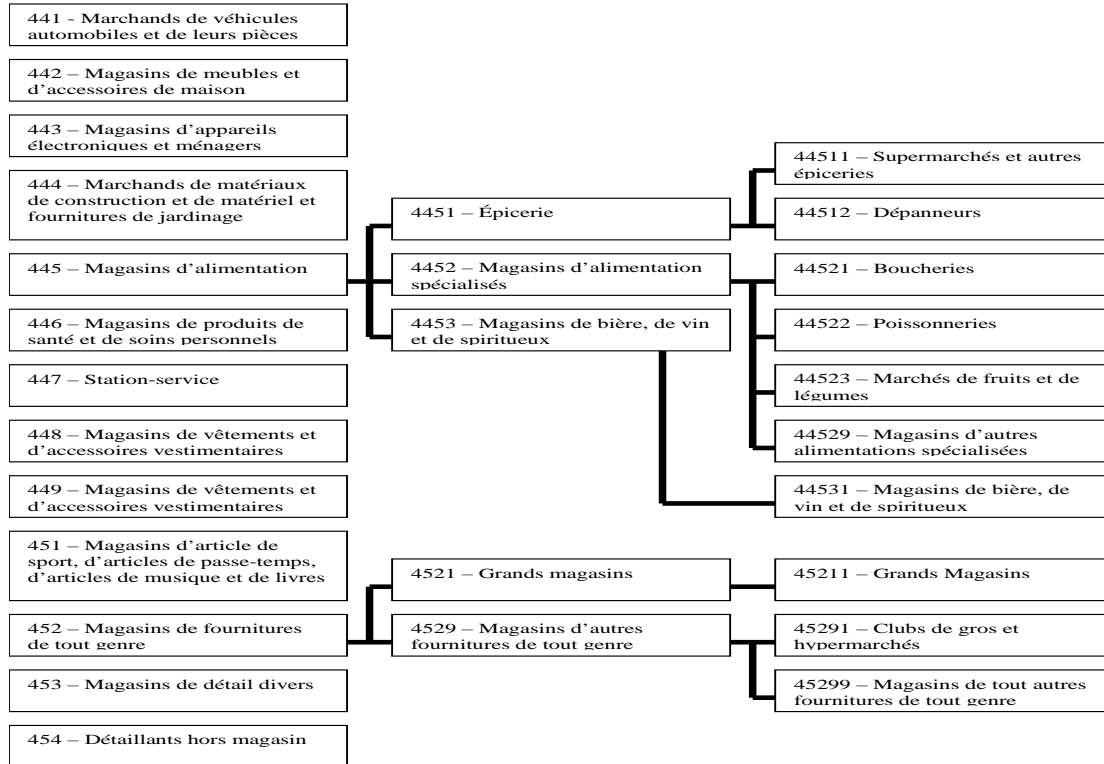 441 - Marchands de véhicules
automobiles et de leurs pièces
442 – Magasins de meubles et
d'accessoires de maison
443 – Magasins d'appareils
électroniques et ménagers
444 – Marchands de matériaux
de construction et de matériel et
fournitures de jardinage
445 – Magasins d'alimentation
446 – Magasins de produits de
santé et de soins personnels
447 – Station-service
448 – Magasins de vêtements et
d'accessoires vestimentaires
449 – Magasins de vêtements et
d'accessoires vestimentaires
451 – Magasins d'article de
sport, d'articles de passe-temps,
d'articles de musique et de livres
452 – Magasins de fournitures
de tout genre
453 – Magasins de détail divers
454 – Détaillants hors magasin
4451 – Épicerie
4452 – Magasins d'alimentation
spécialisés
4453 – Magasins de bière, de vin
et de spiritueux
4521 – Grands magasins
4529 – Magasins d'autres
fournitures de tout genre
44511 – Supermarchés et autres
épiceries
44512 – Dépanneurs
44521 – Boucheries
44522 – Poissonneries
44523 – Marchés de fruits et de
légumes
44529 – Magasins d'autres
alimentations spécialisées
44531 – Magasins de bière, de
vin et de spiritueux
45211 – Grands Magasins
45291 – Clubs de gros et
hypermarchés
45299 – Magasins de tout autres
fournitures de tout genre